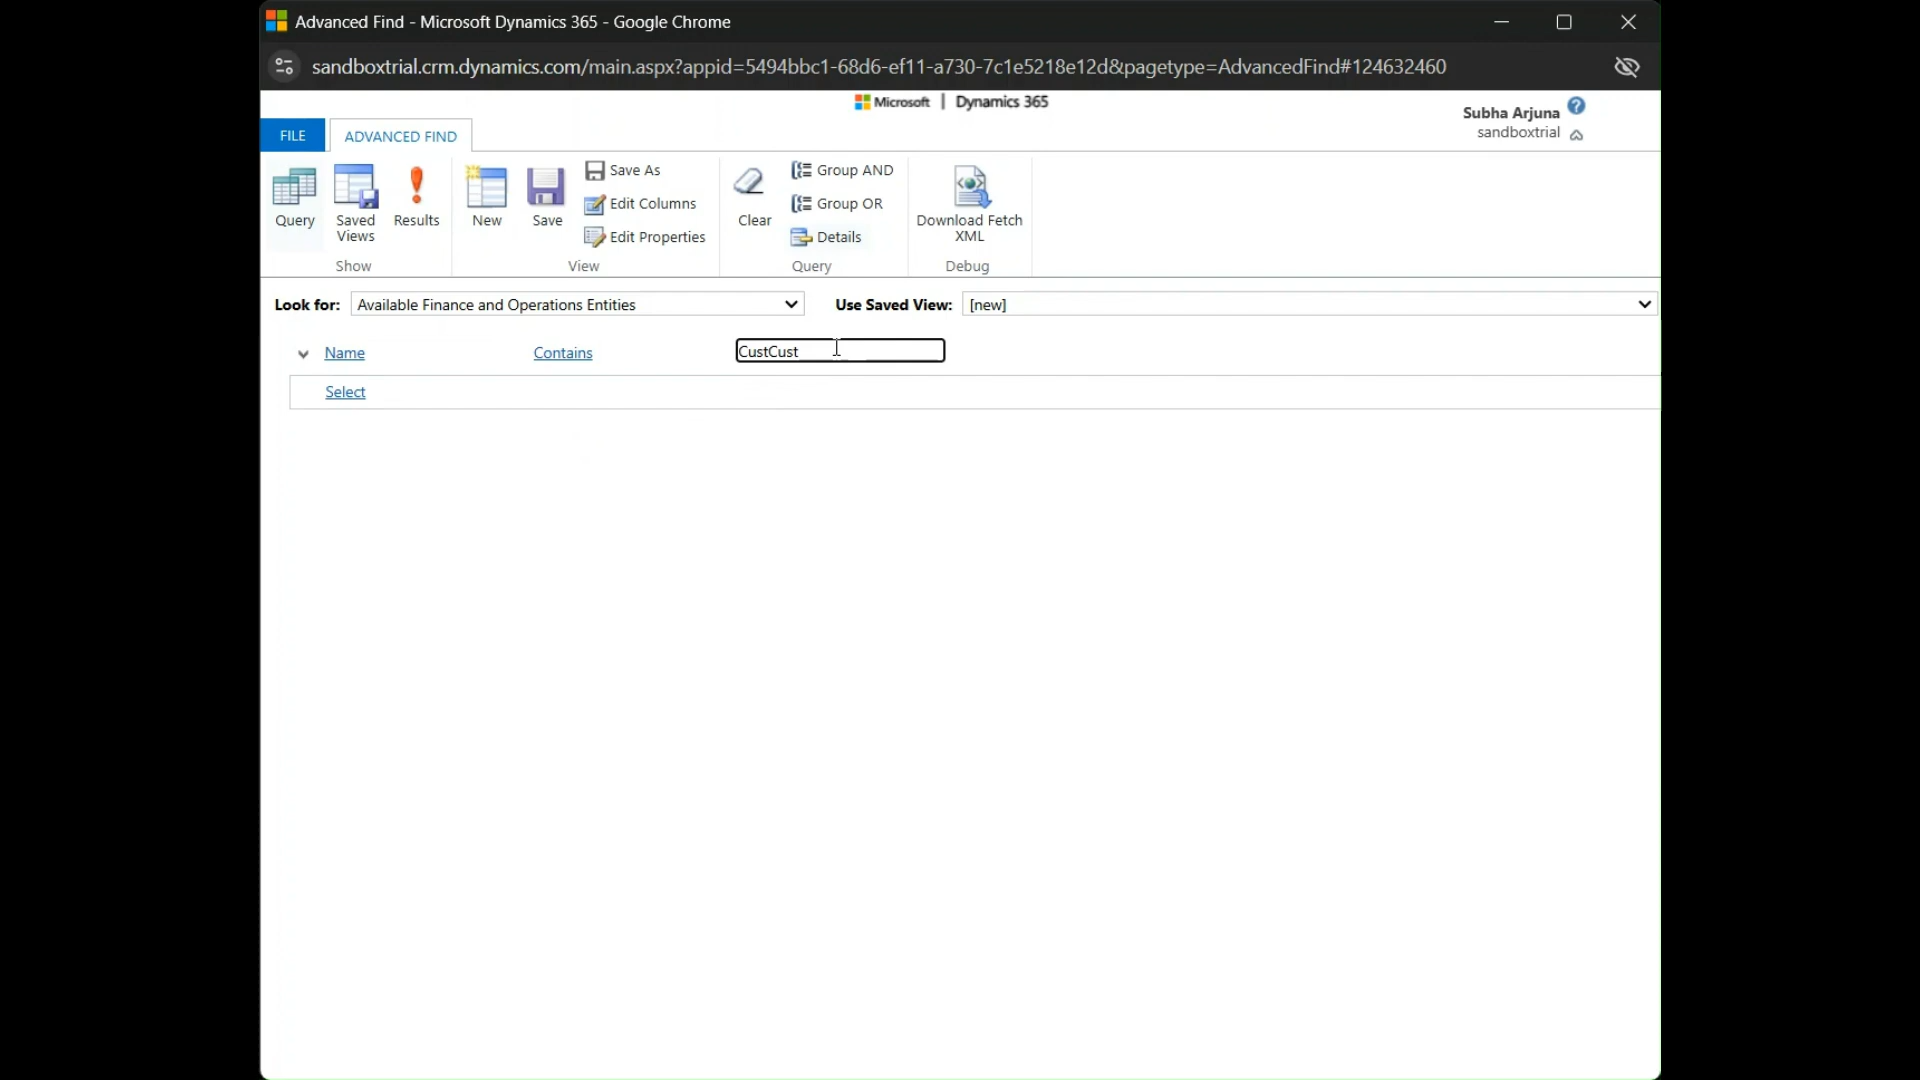 Advanced Find - Microsoft Dynamics 365 - Google Chrome
sandboxtrial.crm.dynamics.com/main.aspx?appid=5494bbc1-68d6-ef11-a730-7c1e5218e12d&pagetype=AdvancedFind#124632460
Microsoft | Dynamics 365
Subha Arjuna ?
sandboxtrial
FILE ADVANCED FIND
Query
Saved Views
Results
Show
New
Save
Save As
Edit Columns
Edit Properties
View
Clear
Group AND
Group OR
Details
Query
Download Fetch XML
Debug
Look for: Available Finance and Operations Entities Use Saved View: [new]
Name Contains CustCust
Select